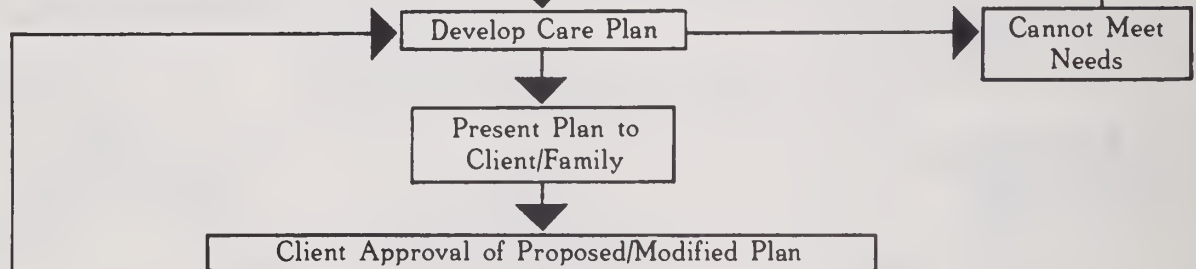 Develop Care Plan
Cannot Meet
Needs
Present Plan to
Client/Family
Client Approval of Proposed/Modified Plan